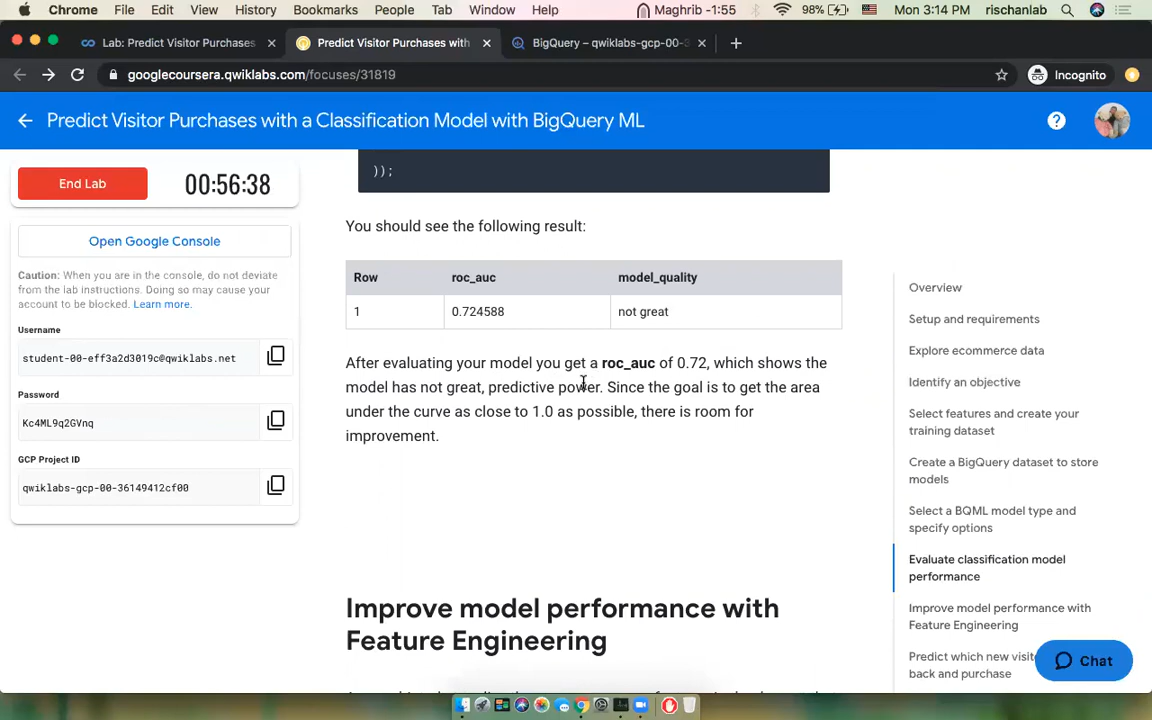 Chrome File Edit View History Bookmarks People Tab Window Help Maghrib -1:55 98% Mon 3:14 PM rischanlab
Lab: Predict Visitor Purchases
Predict Visitor Purchases with
BigQuery – qwiklabs-gcp-00-3
googlecoursera.qwiklabs.com/focuses/31819
Incognito
Predict Visitor Purchases with a Classification Model with BigQuery ML
End Lab
00:56:38
Open Google Console
Caution: When you are in the console, do not deviate
from the lab instructions. Doing so may cause your
account to be blocked. Learn more.
Username
student-00-eff3a2d3019c@qwiklabs.net
Password
Kc4ML9q2GVnq
GCP Project ID
qwiklabs-gcp-00-36149412cf00
));
You should see the following result:
Row roc_auc model_quality
1 0.724588 not great
After evaluating your model you get a roc_auc of 0.72, which shows the
model has not great, predictive power. Since the goal is to get the area
under the curve as close to 1.0 as possible, there is room for
improvement.
Improve model performance with
Feature Engineering
Overview
Setup and requirements
Explore ecommerce data
Identify an objective
Select features and create your
training dataset
Create a BigQuery dataset to store
models
Select a BQML model type and
specify options
Evaluate classification model
performance
Improve model performance with
Feature Engineering
Predict which new
back and purchase
Chat